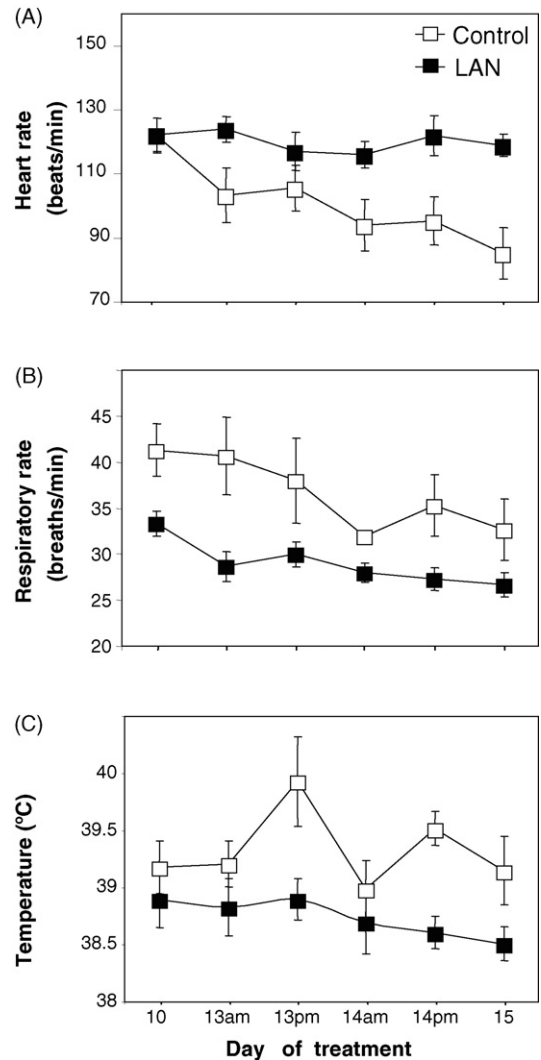 (A)
150
130
110
90
70
Heart rate
(beats/min)
Control
LAN
(B)
45
40
35
30
25
20
Respiratory rate
(breaths/min)
(C)
40
39.5
39
38.5
38
Temperature (ºC)
10 13am 13pm 14am 14pm 15
Day of treatment